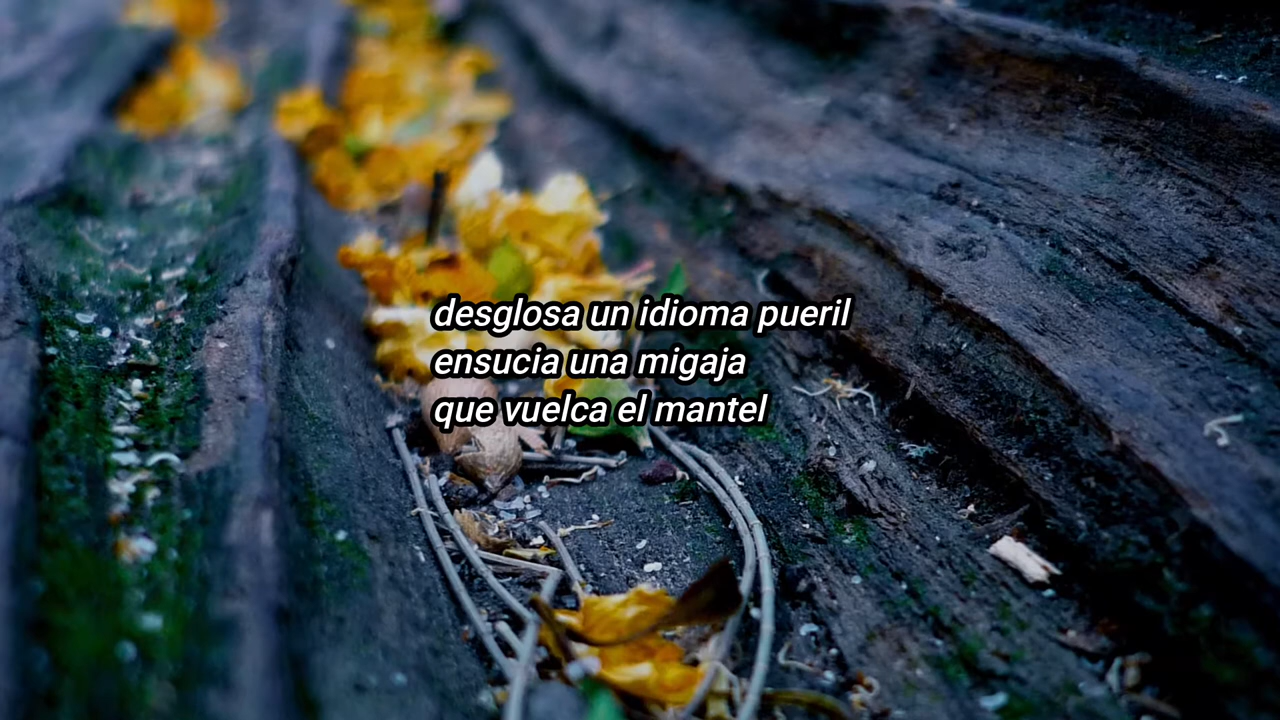 desglosa un idioma pueril
ensucia una migaja
que vuelca el mantel